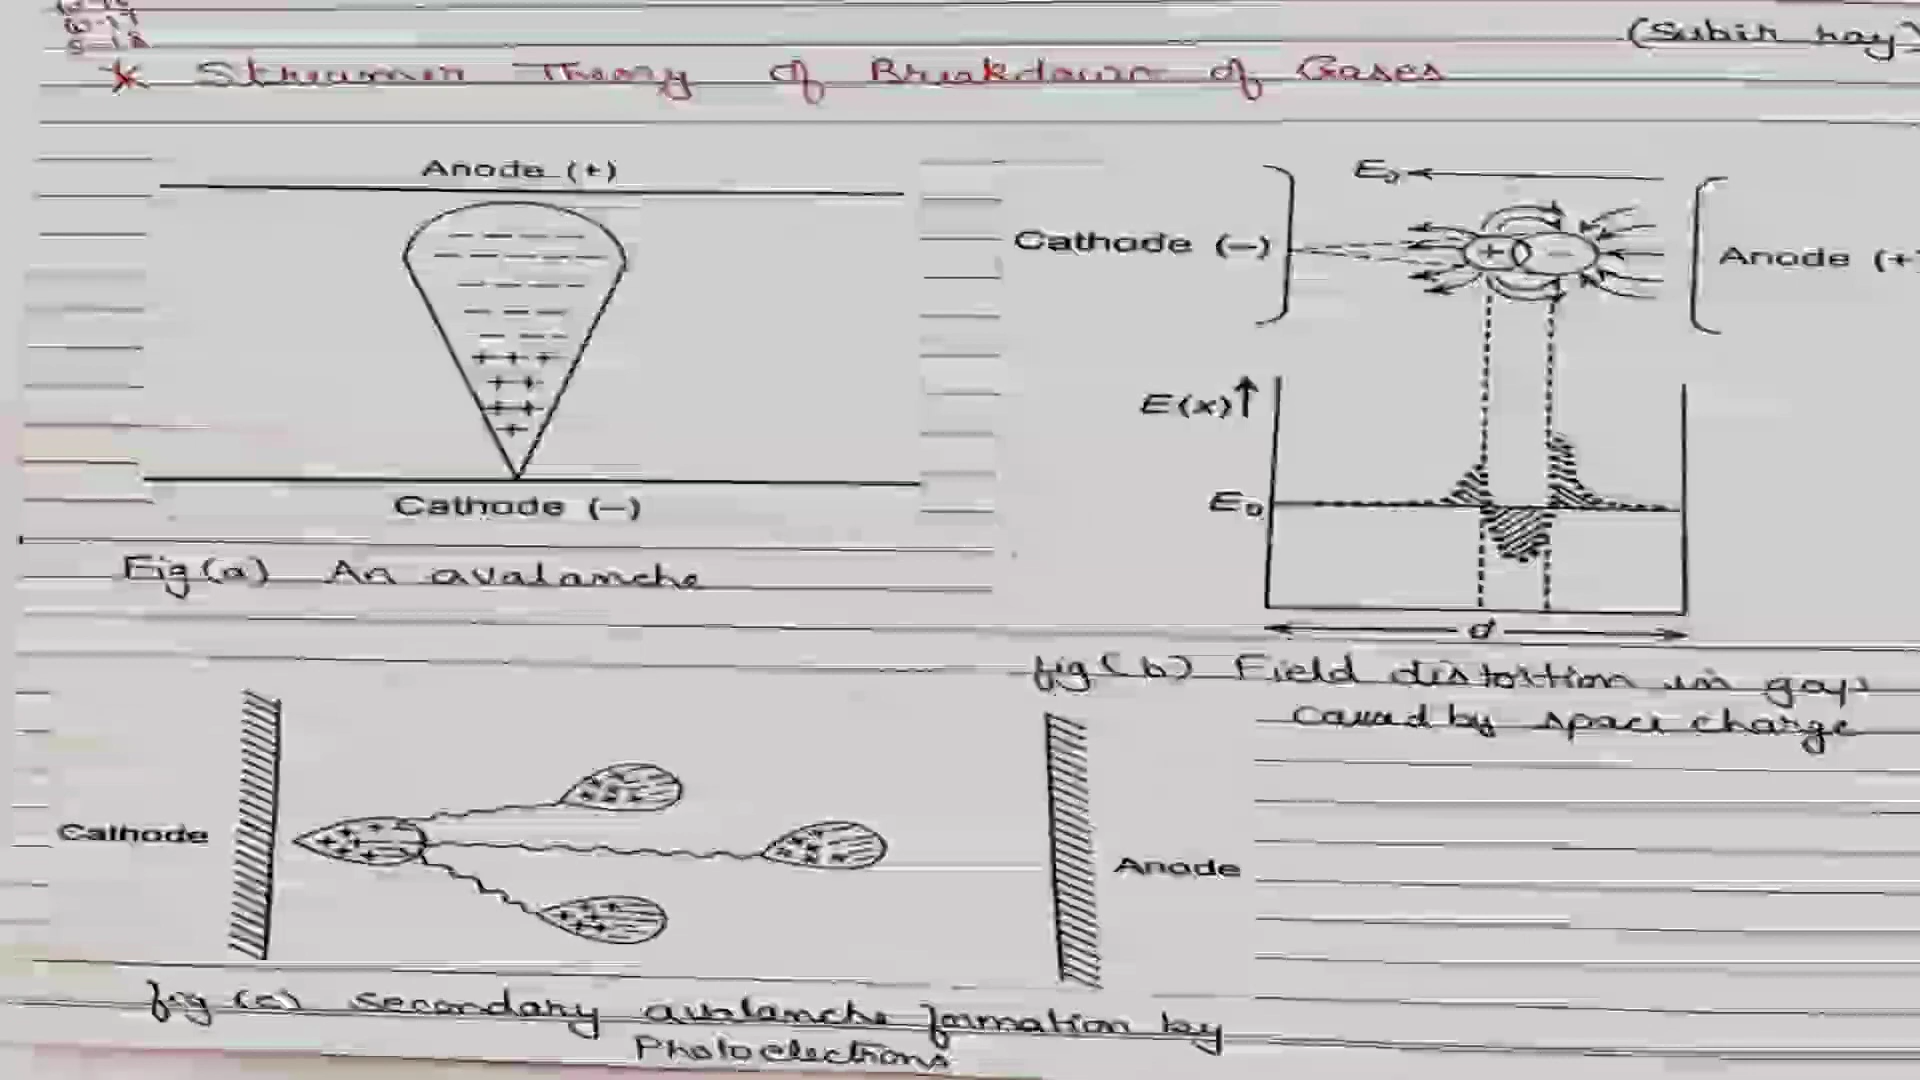 (Subir ray)
* Streamer Theory of Breakdown of Gases
Anode (+)
Cathode (−)
Fig (a) An avalanche
E₀
Cathode (−)
+
−
Anode (+
E(x)
E₀
d
fig (b) Field distortion in gap
caused by space charge
Cathode
Anode
fig (c) Secondary avalanche formation by
Photoelectrons